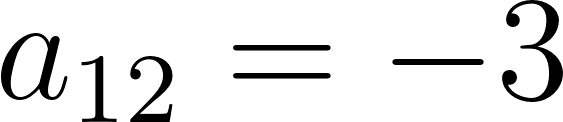 a₁₂ = −3